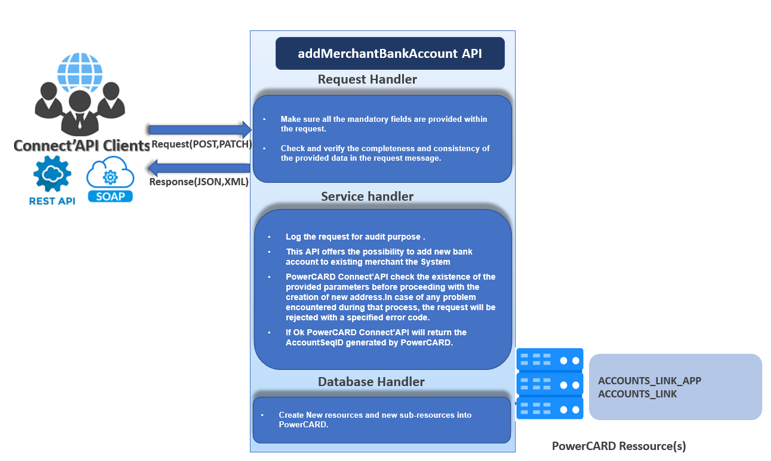 addMerchantBankAccount API
Request Handler
• Make sure all the mandatory fields are provided within
the request.
• Check and verify the completeness and consistency of
the provided data in the request message.
Connect'API Clients
Request(POST,PATCH)
Response(JSON,XML)
REST API
SOAP
Service handler
• Log the request for audit purpose .
• This API offers the possibility to add new bank
account to existing merchant the System
• PowerCARD Connect'API check the existence of the
provided parameters before proceeding with the
creation of new address.In case of any problem
encountered during that process, the request will be
rejected with a specified error code.
• If Ok PowerCARD Connect'API will return the
AccountSeqID generated by PowerCARD.
Database Handler
• Create New resources and new sub-resources into
PowerCARD.
ACCOUNTS_LINK_APP
ACCOUNTS_LINK
PowerCARD Ressource(s)